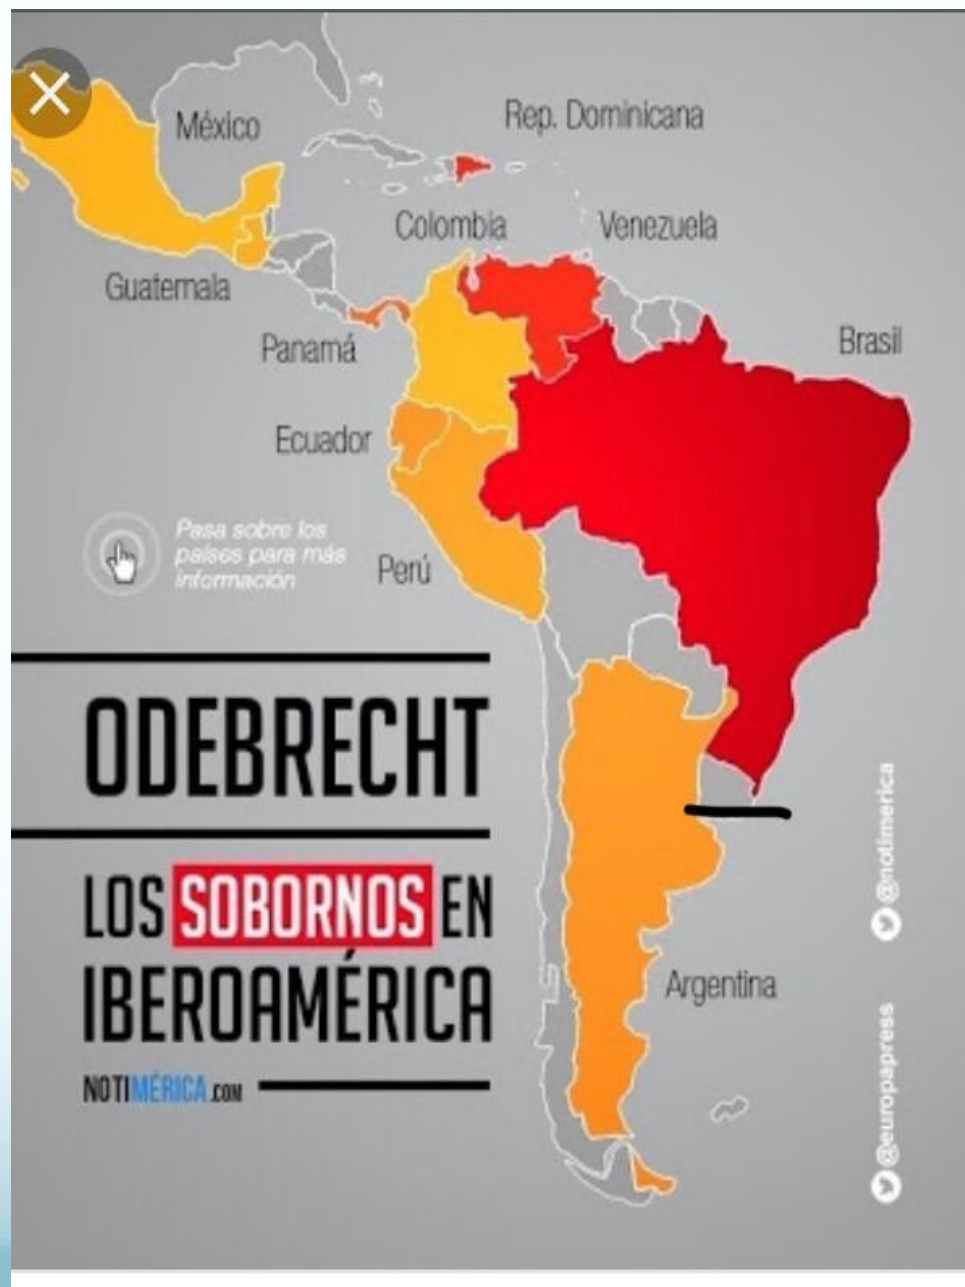 México
Rep. Dominicana
Colombia
Venezuela
Guatemala
Panamá
Brasil
Ecuador
Pasa sobre los
países para más
información
Perú
ODEBRECHT
LOS SOBORNOS EN
IBEROAMÉRICA
NOTIMÉRICA.COM
Argentina
@notimerica
@europapress